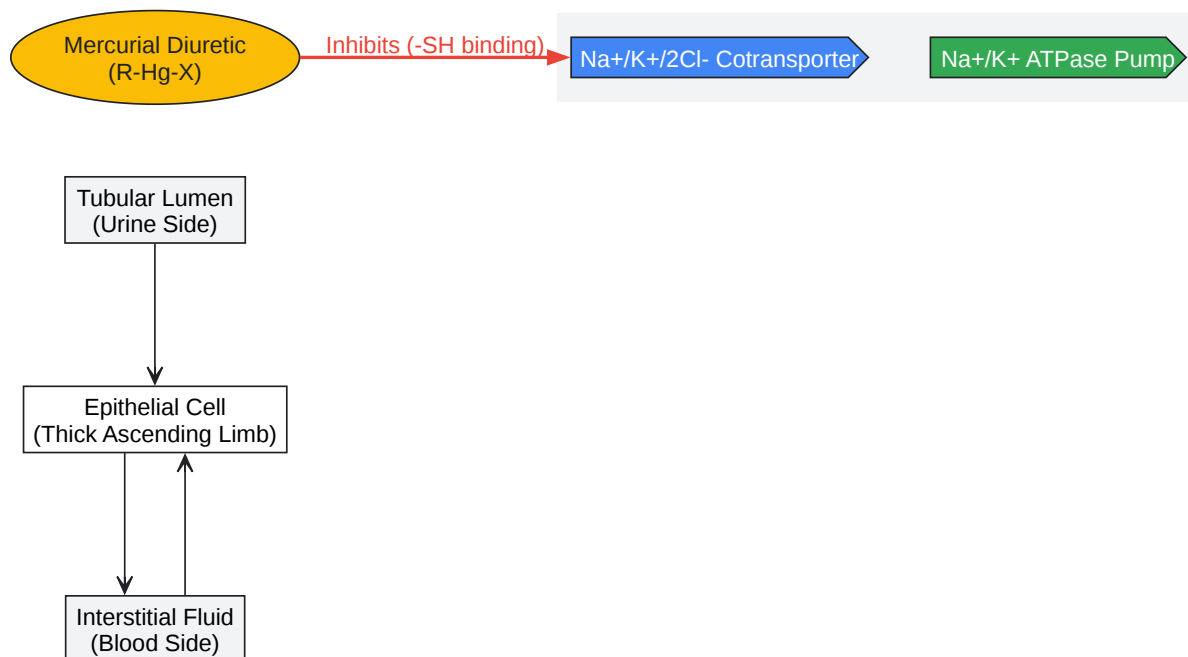 Mercurial Diuretic
(R-Hg-X)
Inhibits (-SH binding)
Na+/K+/2Cl- Cotransporter
Na+/K+ ATPase Pump
Tubular Lumen
(Urine Side)
Epithelial Cell
(Thick Ascending Limb)
Interstitial Fluid
(Blood Side)